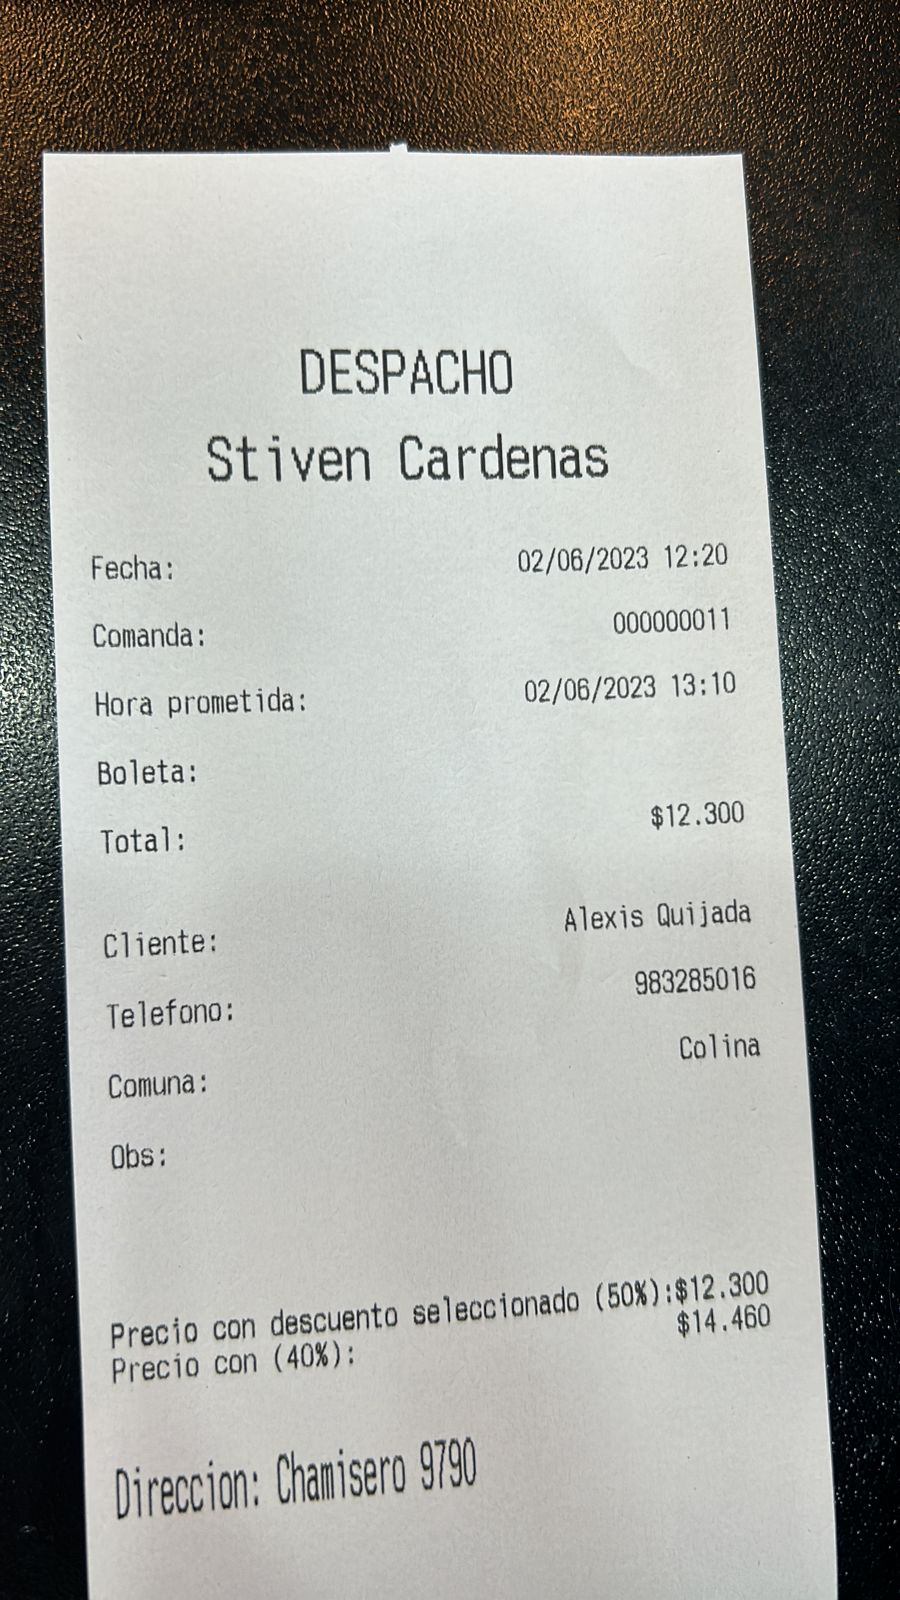 DESPACHO
Stiven Cardenas
Fecha: 02/06/2023 12:20
Comanda: 000000011
Hora prometida: 02/06/2023 13:10
Boleta:
Total: $12.300
Cliente: Alexis Quijada
Telefono: 983285016
Comuna: Colina
Obs:
Precio con descuento seleccionado (50%):$12.300
Precio con (40%): $14.460
Direccion: Chamisero 9790